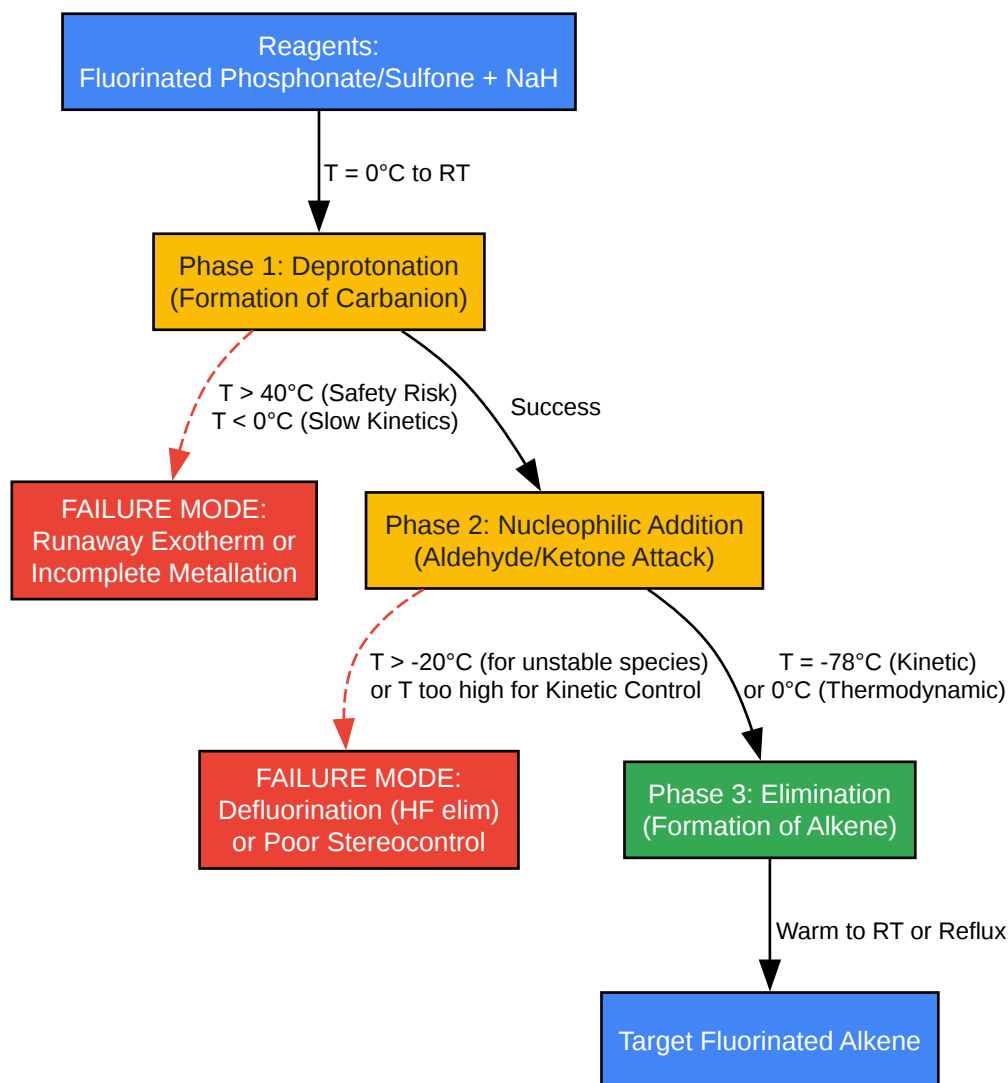 Reagents:
Fluorinated Phosphonate/Sulfone + NaH
T = 0°C to RT
Phase 1: Deprotonation
(Formation of Carbanion)
T > 40°C (Safety Risk)
T < 0°C (Slow Kinetics)
Success
FAILURE MODE:
Runaway Exotherm or
Incomplete Metallation
Phase 2: Nucleophilic Addition
(Aldehyde/Ketone Attack)
T > -20°C (for unstable species)
or T too high for Kinetic Control
T = -78°C (Kinetic)
or 0°C (Thermodynamic)
FAILURE MODE:
Defluorination (HF elim)
or Poor Stereocontrol
Phase 3: Elimination
(Formation of Alkene)
Warm to RT or Reflux
Target Fluorinated Alkene